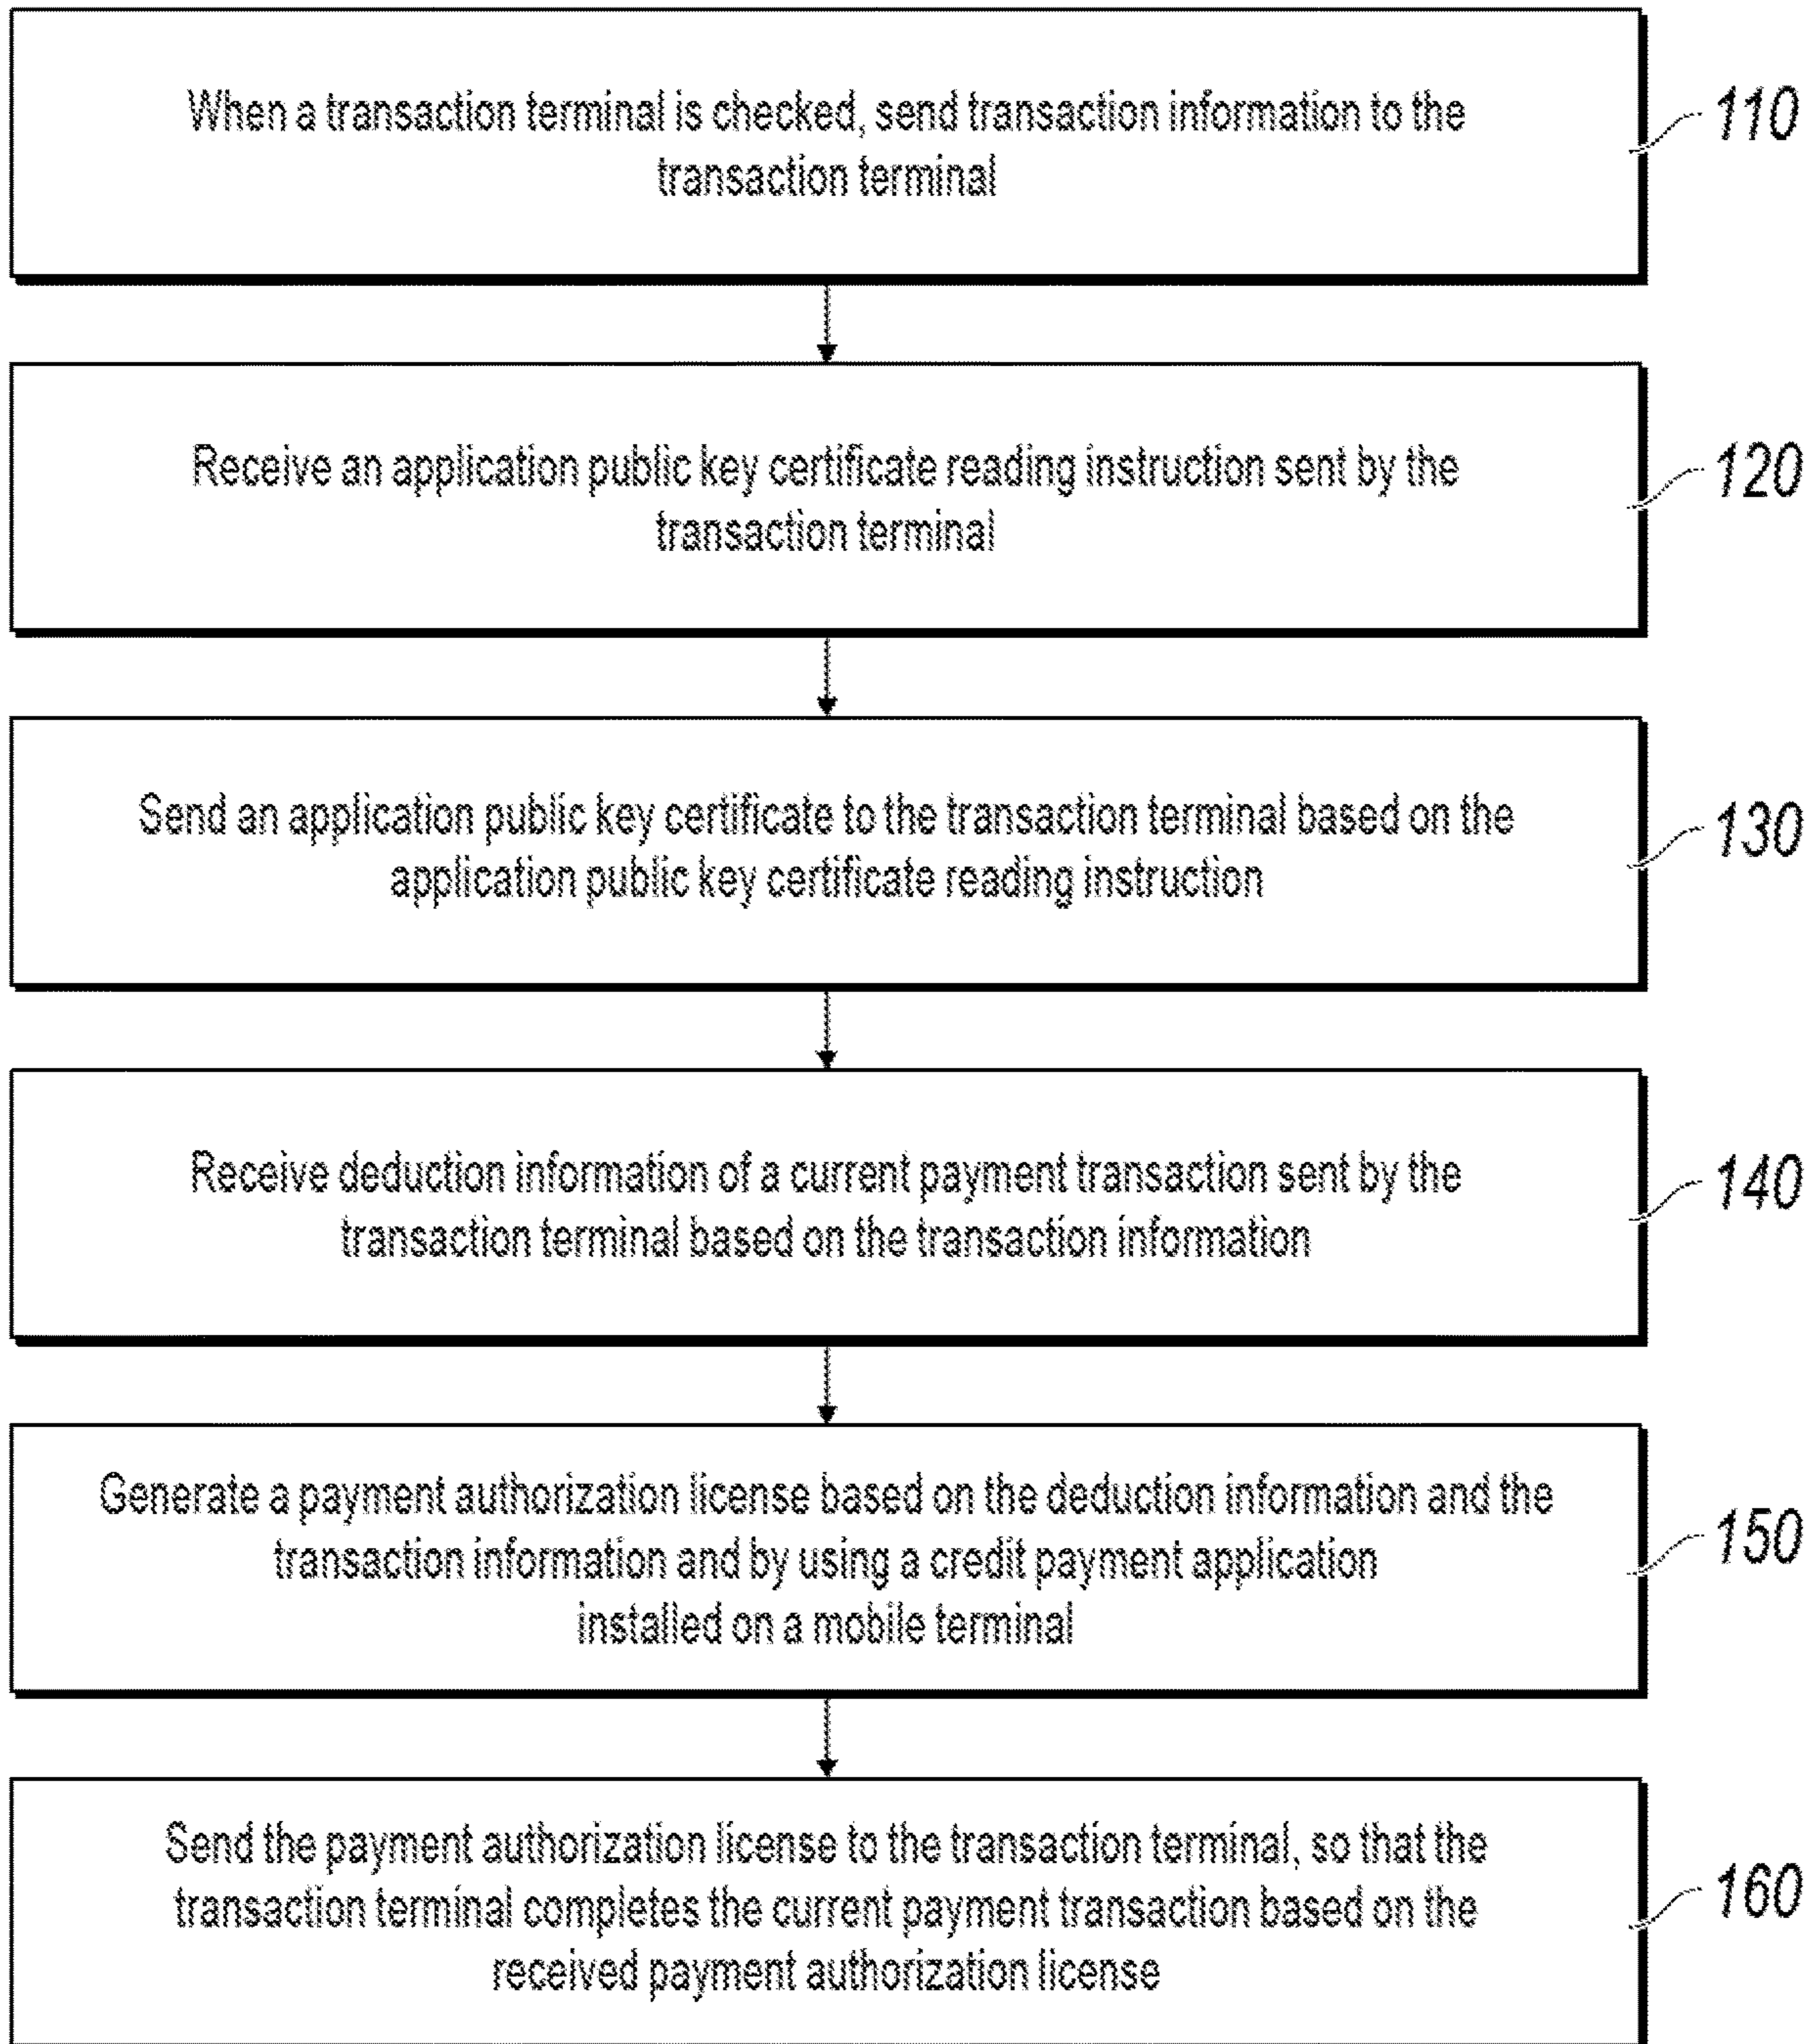 When a transaction terminal is checked, send transaction information to the
transaction terminal
110
Receive an application public key certificate reading instruction sent by the
transaction terminal
120
Send an application public key certificate to the transaction terminal based on the
application public key certificate reading instruction
130
Receive deduction information of a current payment transaction sent by the
transaction terminal based on the transaction information
140
Generate a payment authorization license based on the deduction information and the
transaction information and by using a credit payment application
installed on a mobile terminal
150
Send the payment authorization license to the transaction terminal, so that the
transaction terminal completes the current payment transaction based on the
received payment authorization license
160